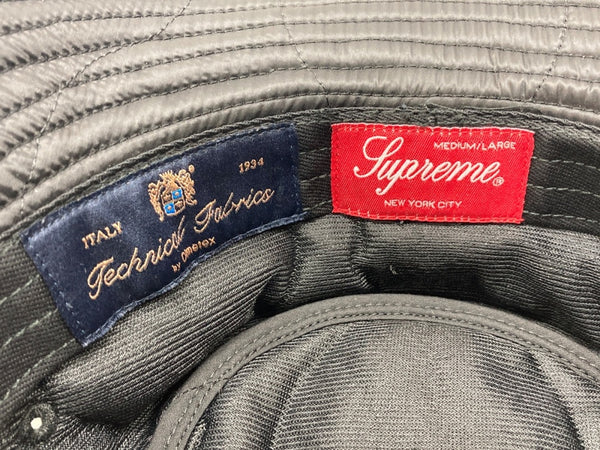 ITALY 1934
Technical Fabrics
by olmetex
MEDIUM/LARGE
Supreme®
NEW YORK CITY